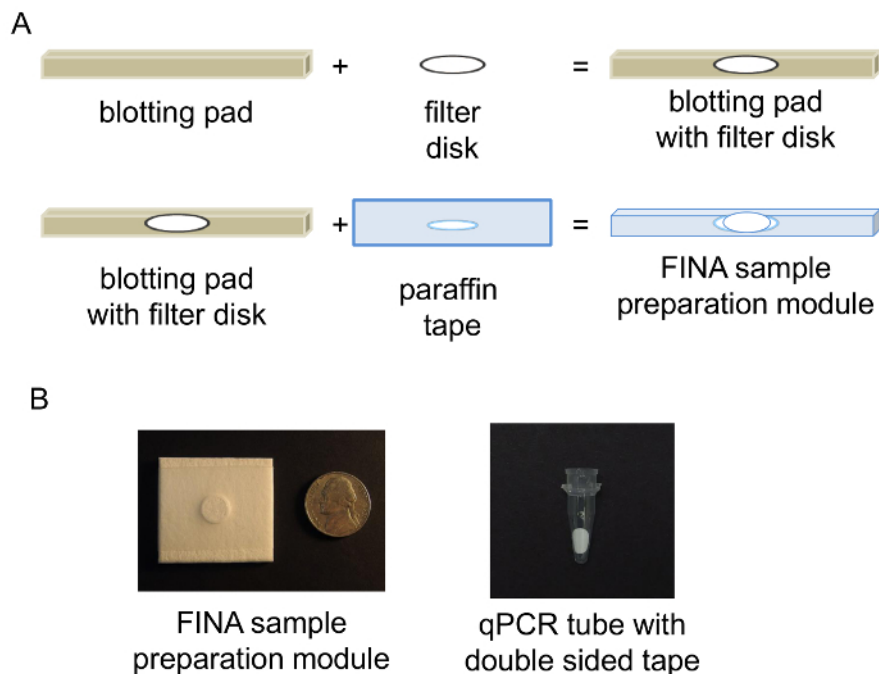 A
+
=
blotting pad
filter
disk
blotting pad
with filter disk
+
=
blotting pad
with filter disk
paraffin
tape
FINA sample
preparation module
B
FINA sample
preparation module
qPCR tube with
double sided tape